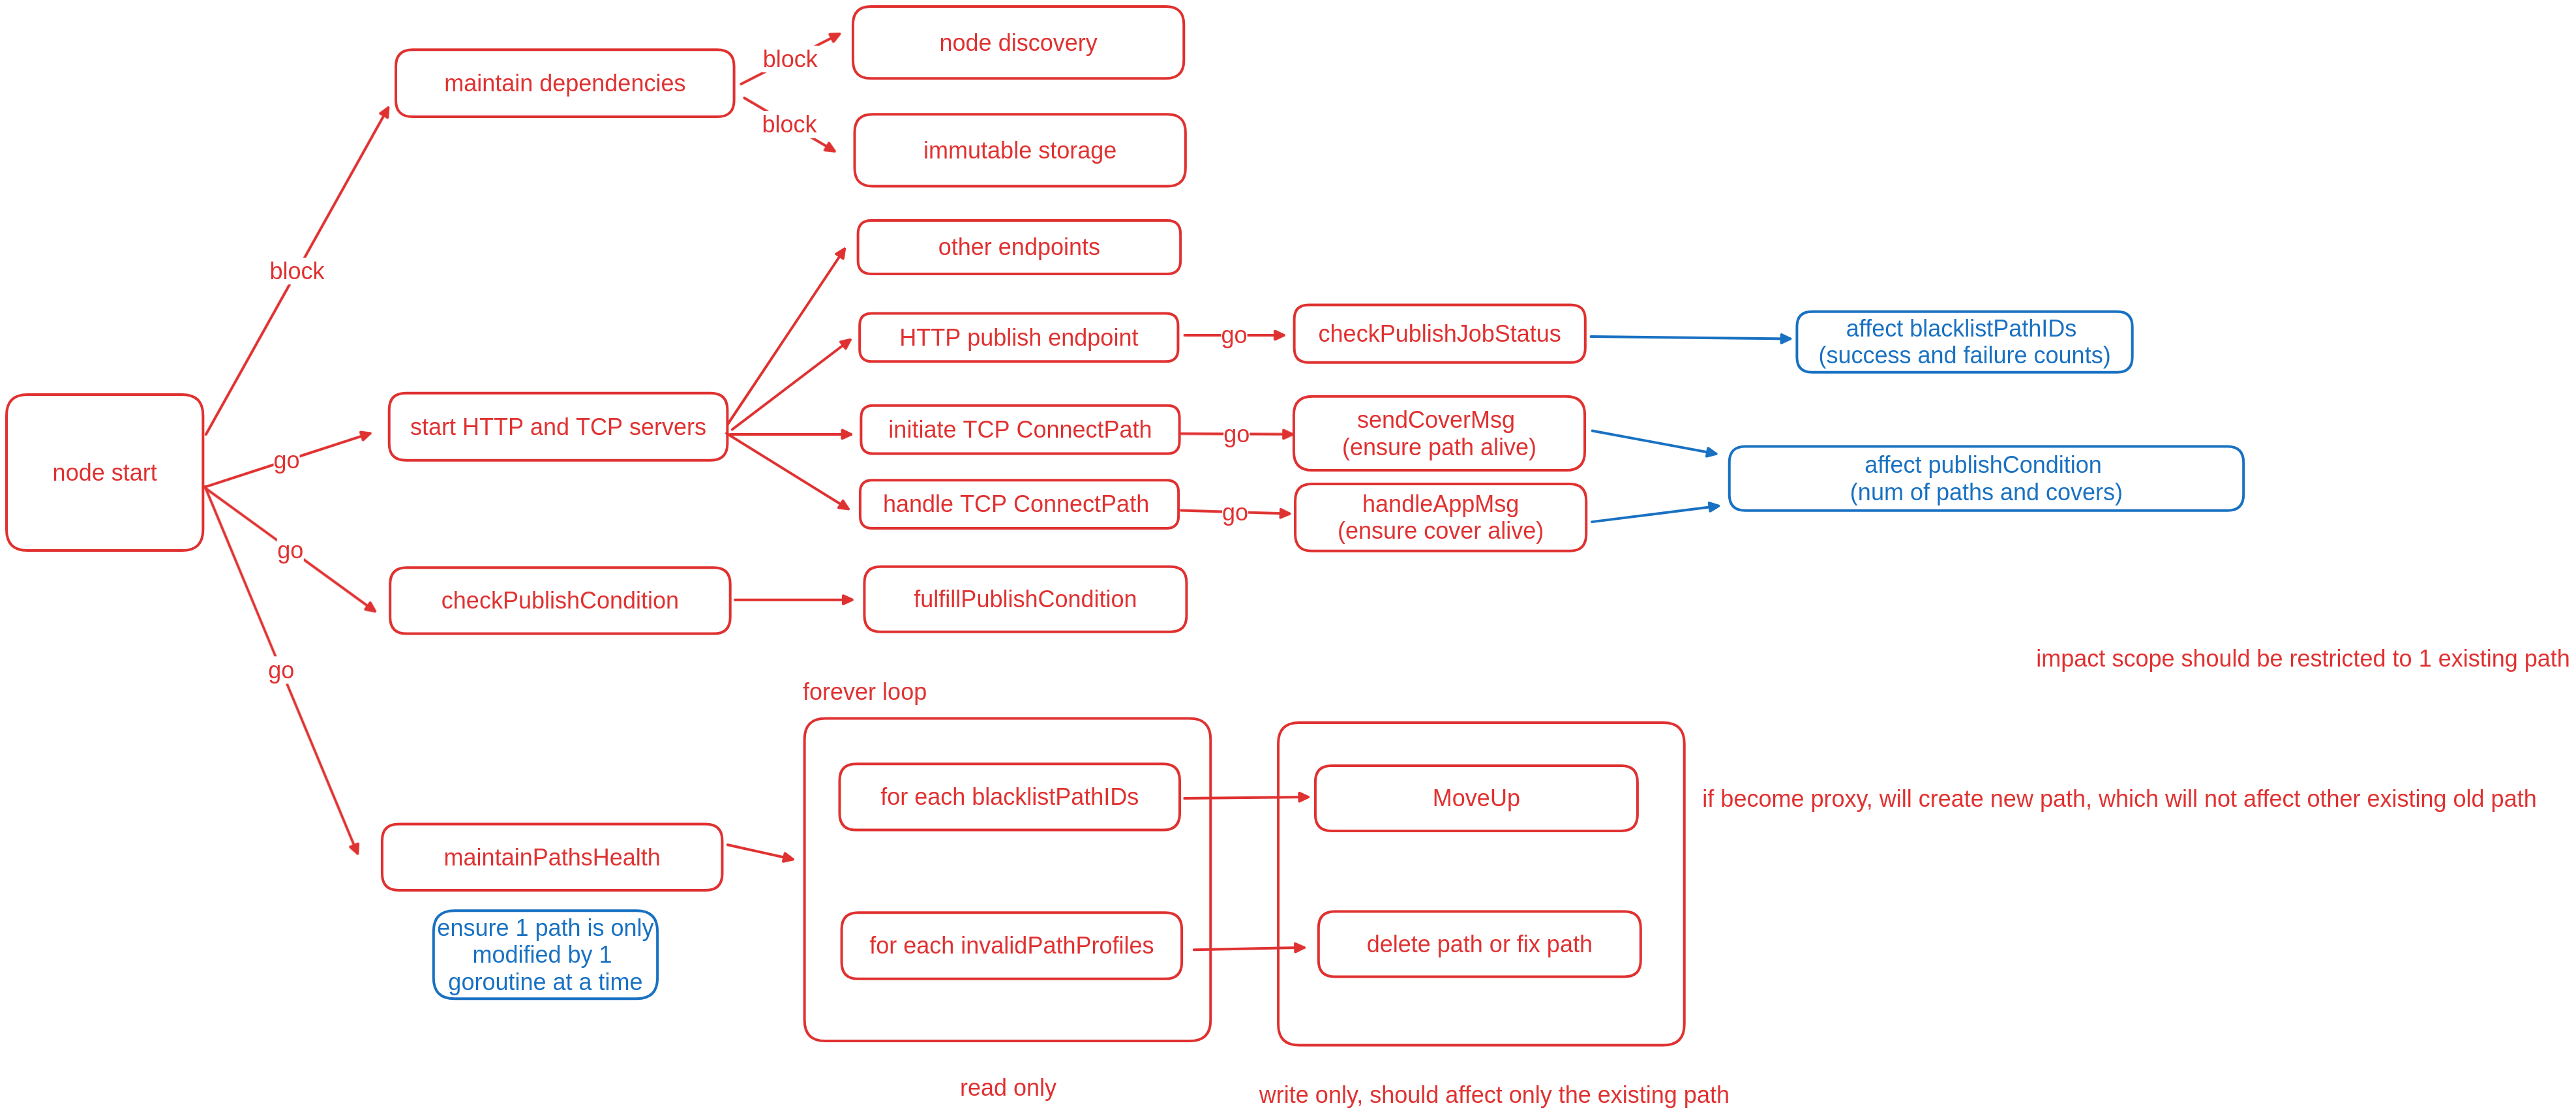 node discovery
block
maintain dependencies
block
immutable storage
other endpoints
block
HTTP publish endpoint
go
checkPublishJobStatus
affect blacklistPathIDs
(success and failure counts)
start HTTP and TCP servers
initiate TCP ConnectPath
go
sendCoverMsg
(ensure path alive)
node start
go
affect publishCondition
(num of paths and covers)
handle TCP ConnectPath
go
handleAppMsg
(ensure cover alive)
go
checkPublishCondition
fulfillPublishCondition
go
impact scope should be restricted to 1 existing path
forever loop
for each blacklistPathIDs
MoveUp
if become proxy, will create new path, which will not affect other existing old path
maintainPathsHealth
ensure 1 path is only
modified by 1
goroutine at a time
for each invalidPathProfiles
delete path or fix path
read only
write only, should affect only the existing path